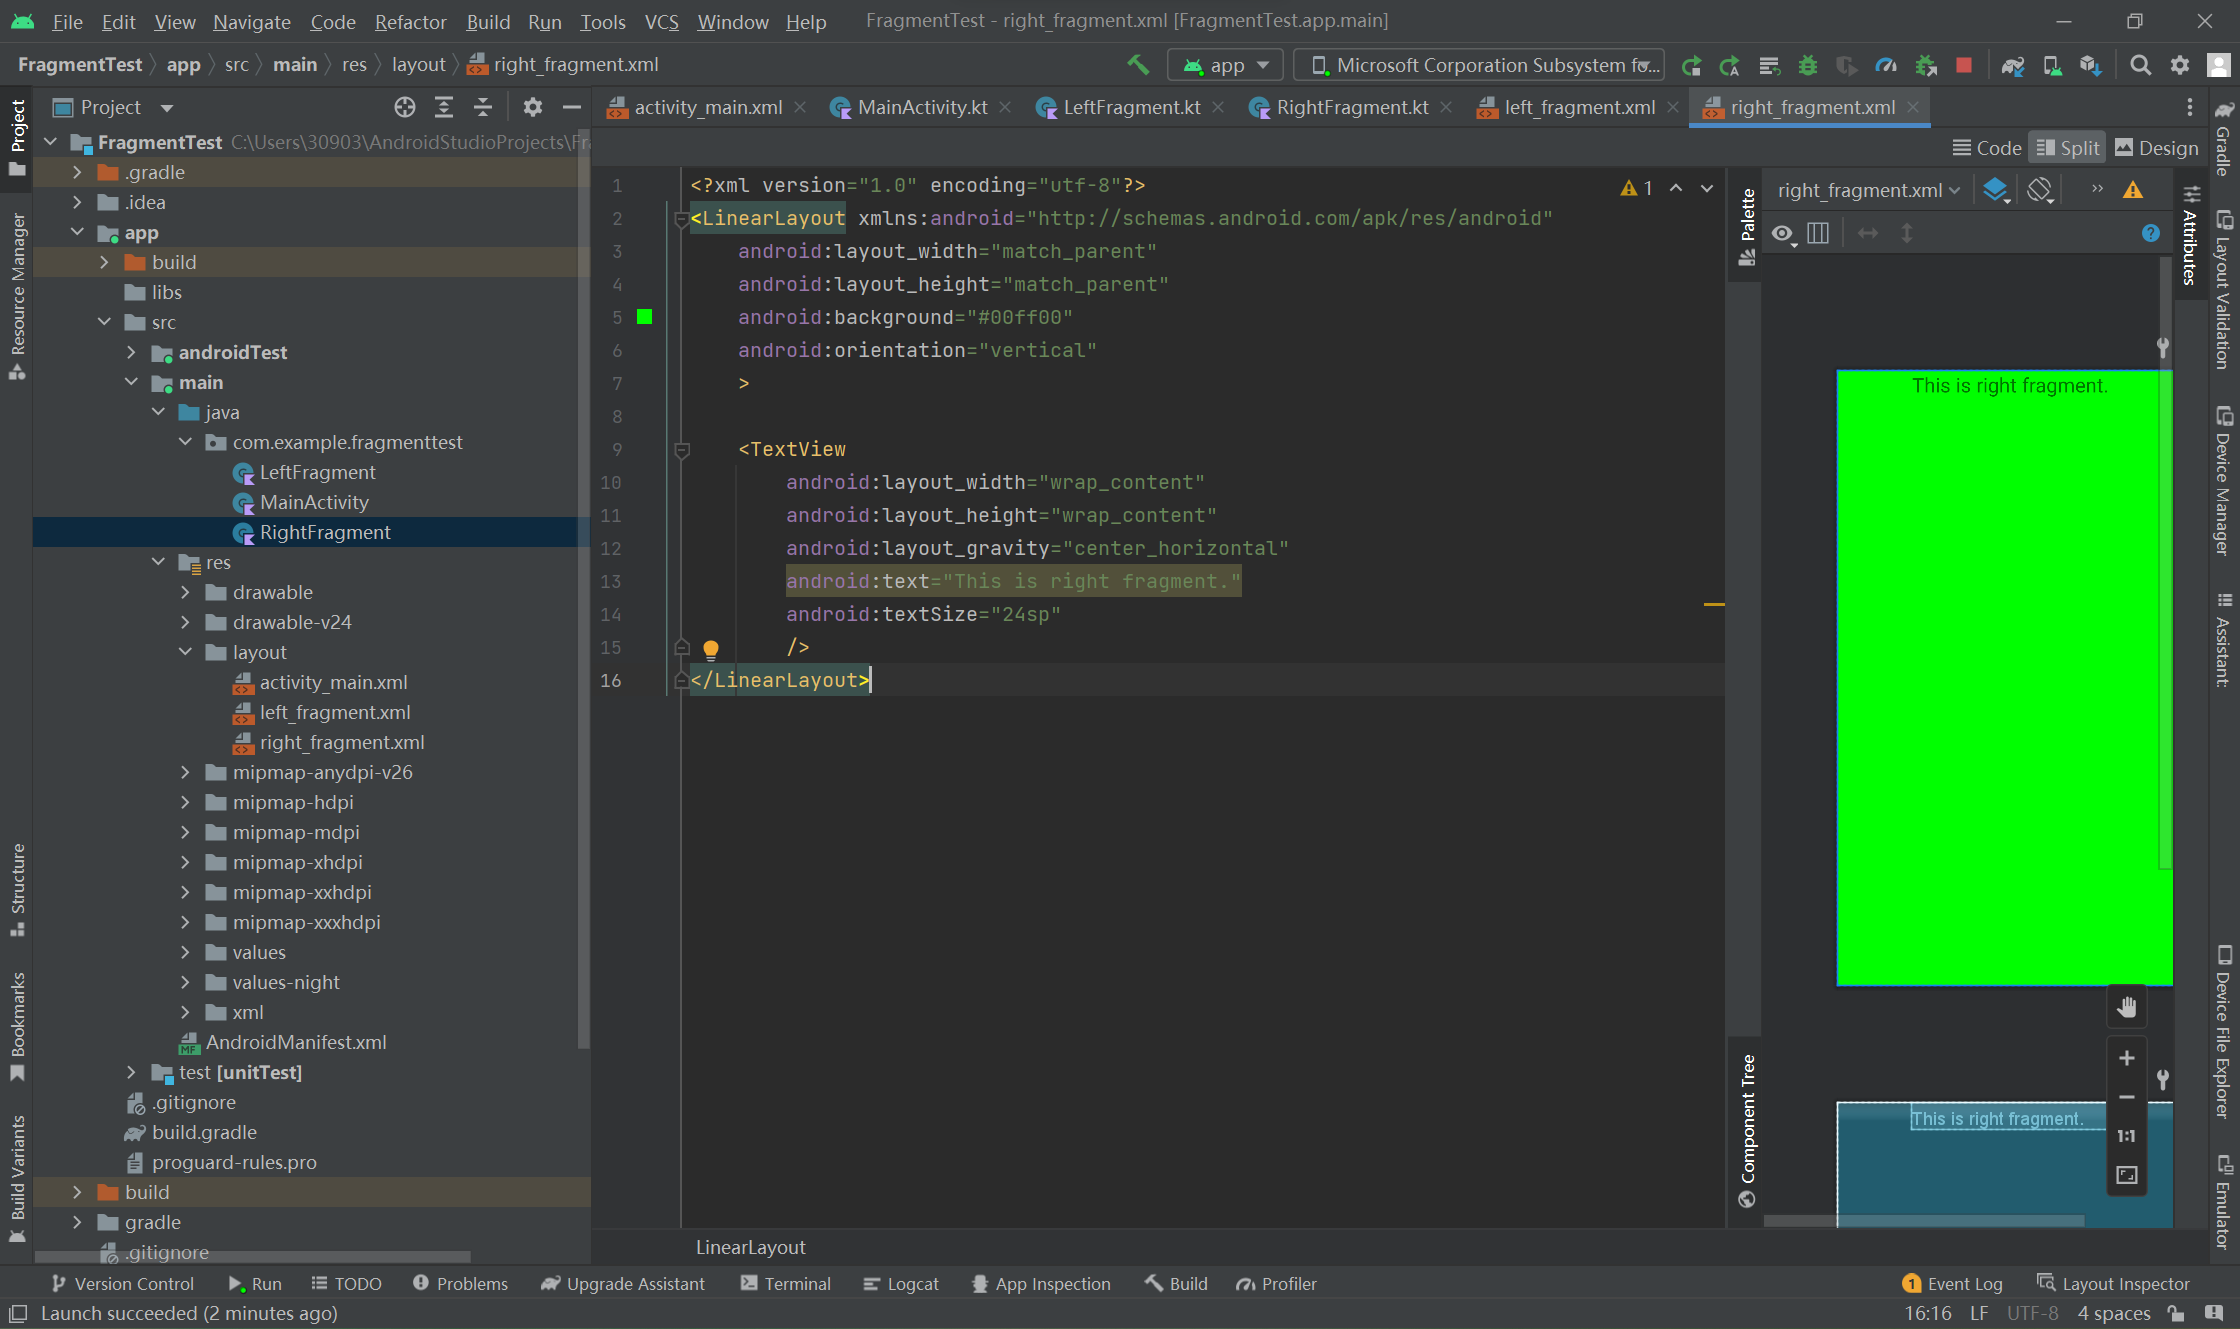 File Edit View Navigate Code Refactor Build Run Tools VCS Window Help FragmentTest - right_fragment.xml [FragmentTest.app.main]
FragmentTest app src main res layout right_fragment.xml app Microsoft Corporation Subsystem fo...
Project activity_main.xml MainActivity.kt LeftFragment.kt RightFragment.kt left_fragment.xml right_fragment.xml
Code Split Design
Project
Resource Manager
Structure
Bookmarks
Build Variants
FragmentTest C:\Users\30903\AndroidStudioProjects\Fr
.gradle
.idea
app
build
libs
src
androidTest
main
java
com.example.fragmenttest
LeftFragment
MainActivity
RightFragment
res
drawable
drawable-v24
layout
activity_main.xml
left_fragment.xml
right_fragment.xml
mipmap-anydpi-v26
mipmap-hdpi
mipmap-mdpi
mipmap-xhdpi
mipmap-xxhdpi
mipmap-xxxhdpi
values
values-night
xml
AndroidManifest.xml
test [unitTest]
.gitignore
build.gradle
proguard-rules.pro
build
gradle
.gitignore
1 <?xml version="1.0" encoding="utf-8"?>
2 <LinearLayout xmlns:android="http://schemas.android.com/apk/res/android"
3 android:layout_width="match_parent"
4 android:layout_height="match_parent"
5 android:background="#00ff00"
6 android:orientation="vertical"
7 >
8
9 <TextView
10 android:layout_width="wrap_content"
11 android:layout_height="wrap_content"
12 android:layout_gravity="center_horizontal"
13 android:text="This is right fragment."
14 android:textSize="24sp"
15 />
16 </LinearLayout>
1
LinearLayout
Palette
Component Tree
right_fragment.xml
?
This is right fragment.
This is right fragment.
1:1
Attributes
Gradle
Layout Validation
Device Manager
Assistant:
Device File Explorer
Emulator
Version Control Run TODO Problems Upgrade Assistant Terminal Logcat App Inspection Build Profiler 1 Event Log Layout Inspector
Launch succeeded (2 minutes ago) 16:16 LF UTF-8 4 spaces